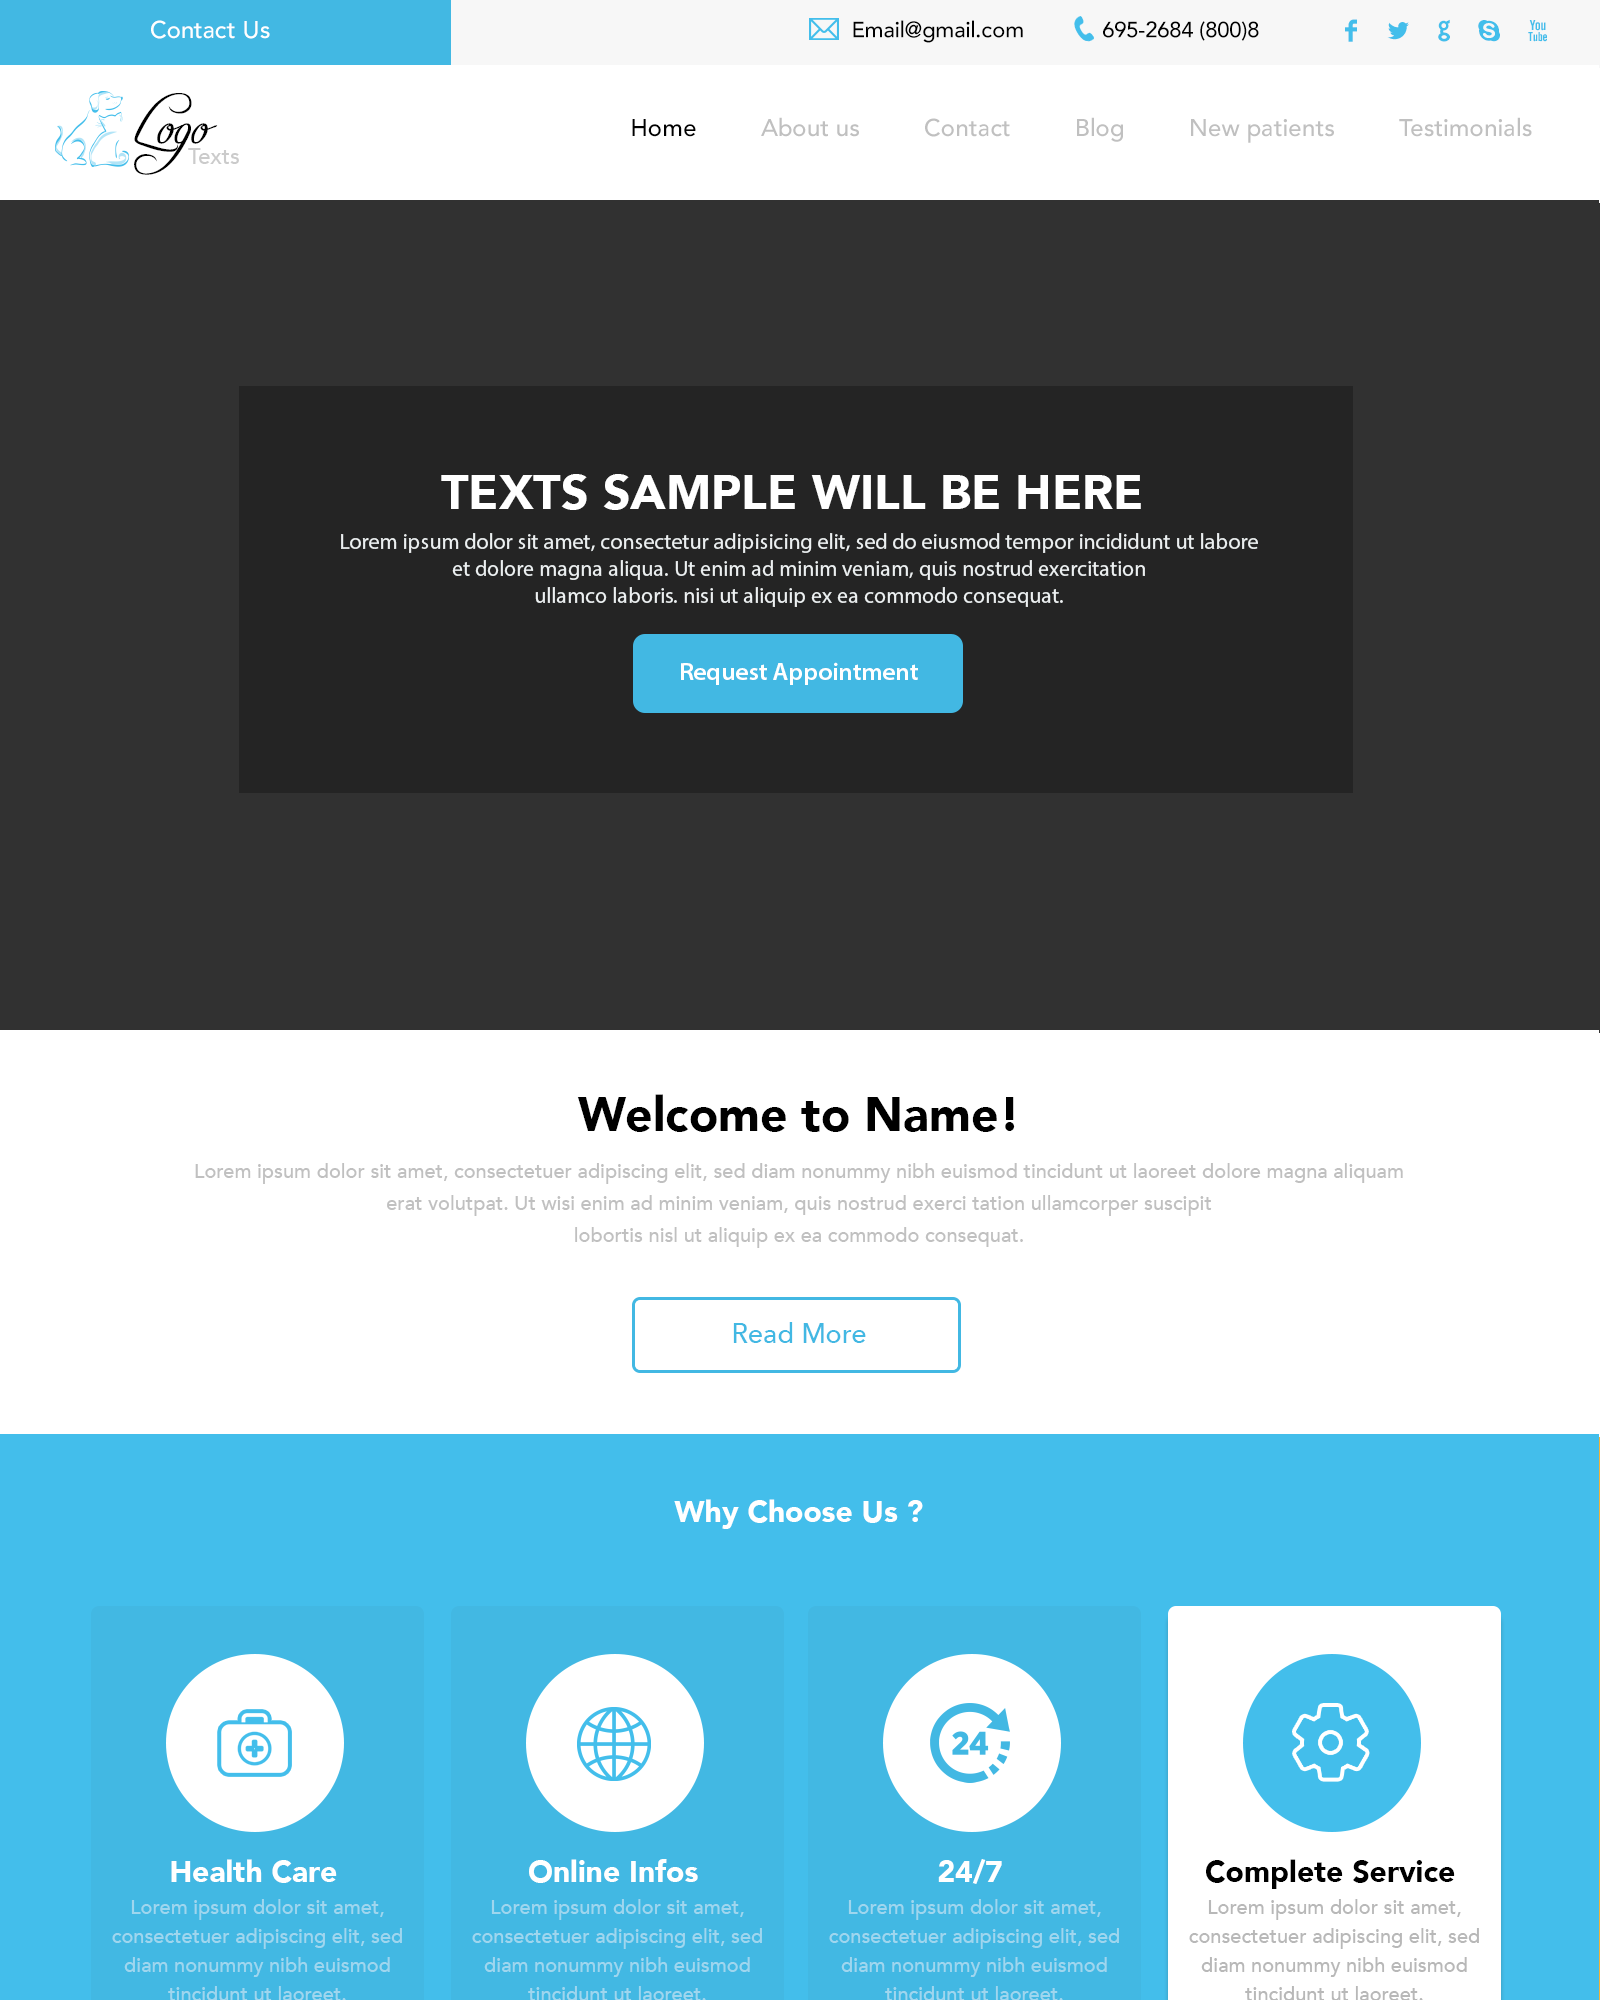 Contact Us
Email@gmail.com
695-2684 (800)8
You
Tube
Logo
Texts
Home
About us
Contact
Blog
New patients
Testimonials
TEXTS SAMPLE WILL BE HERE
Lorem ipsum dolor sit amet, consectetur adipisicing elit, sed do eiusmod tempor incididunt ut labore
et dolore magna aliqua. Ut enim ad minim veniam, quis nostrud exercitation
ullamco laboris. nisi ut aliquip ex ea commodo consequat.
Request Appointment
Welcome to Name!
Lorem ipsum dolor sit amet, consectetuer adipiscing elit, sed diam nonummy nibh euismod tincidunt ut laoreet dolore magna aliquam
erat volutpat. Ut wisi enim ad minim veniam, quis nostrud exerci tation ullamcorper suscipit
lobortis nisl ut aliquip ex ea commodo consequat.
Read More
Why Choose Us ?
Health Care
Lorem ipsum dolor sit amet,
consectetuer adipiscing elit, sed
diam nonummy nibh euismod
tincidunt ut laoreet.
Online Infos
Lorem ipsum dolor sit amet,
consectetuer adipiscing elit, sed
diam nonummy nibh euismod
tincidunt ut laoreet.
24
24/7
Lorem ipsum dolor sit amet,
consectetuer adipiscing elit, sed
diam nonummy nibh euismod
tincidunt ut laoreet.
Complete Service
Lorem ipsum dolor sit amet,
consectetuer adipiscing elit, sed
diam nonummy nibh euismod
tincidunt ut laoreet.